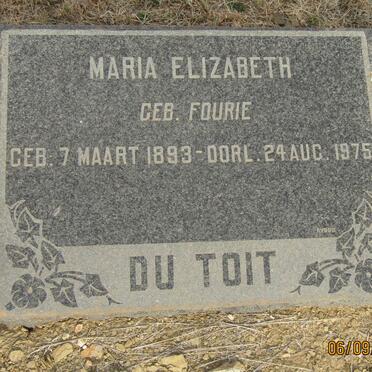 MARIA ELIZABETH
GEB. FOURIE
GEB. 7 MAART 1893-OORL. 24 AUG. 1975
DU TOIT
06/09